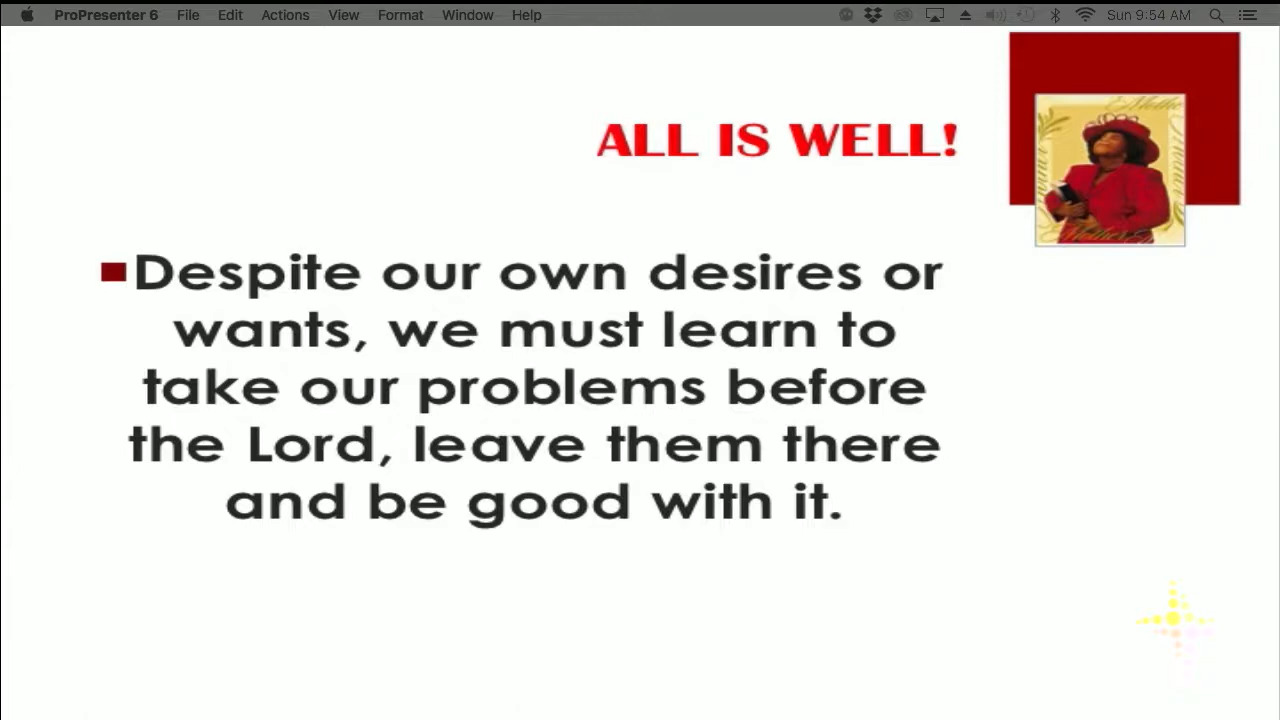 ProPresenter 6 File Edit Actions View Format Window Help Sun 9:54 AM
ALL IS WELL!
Despite our own desires or
wants, we must learn to
take our problems before
the Lord, leave them there
and be good with it.